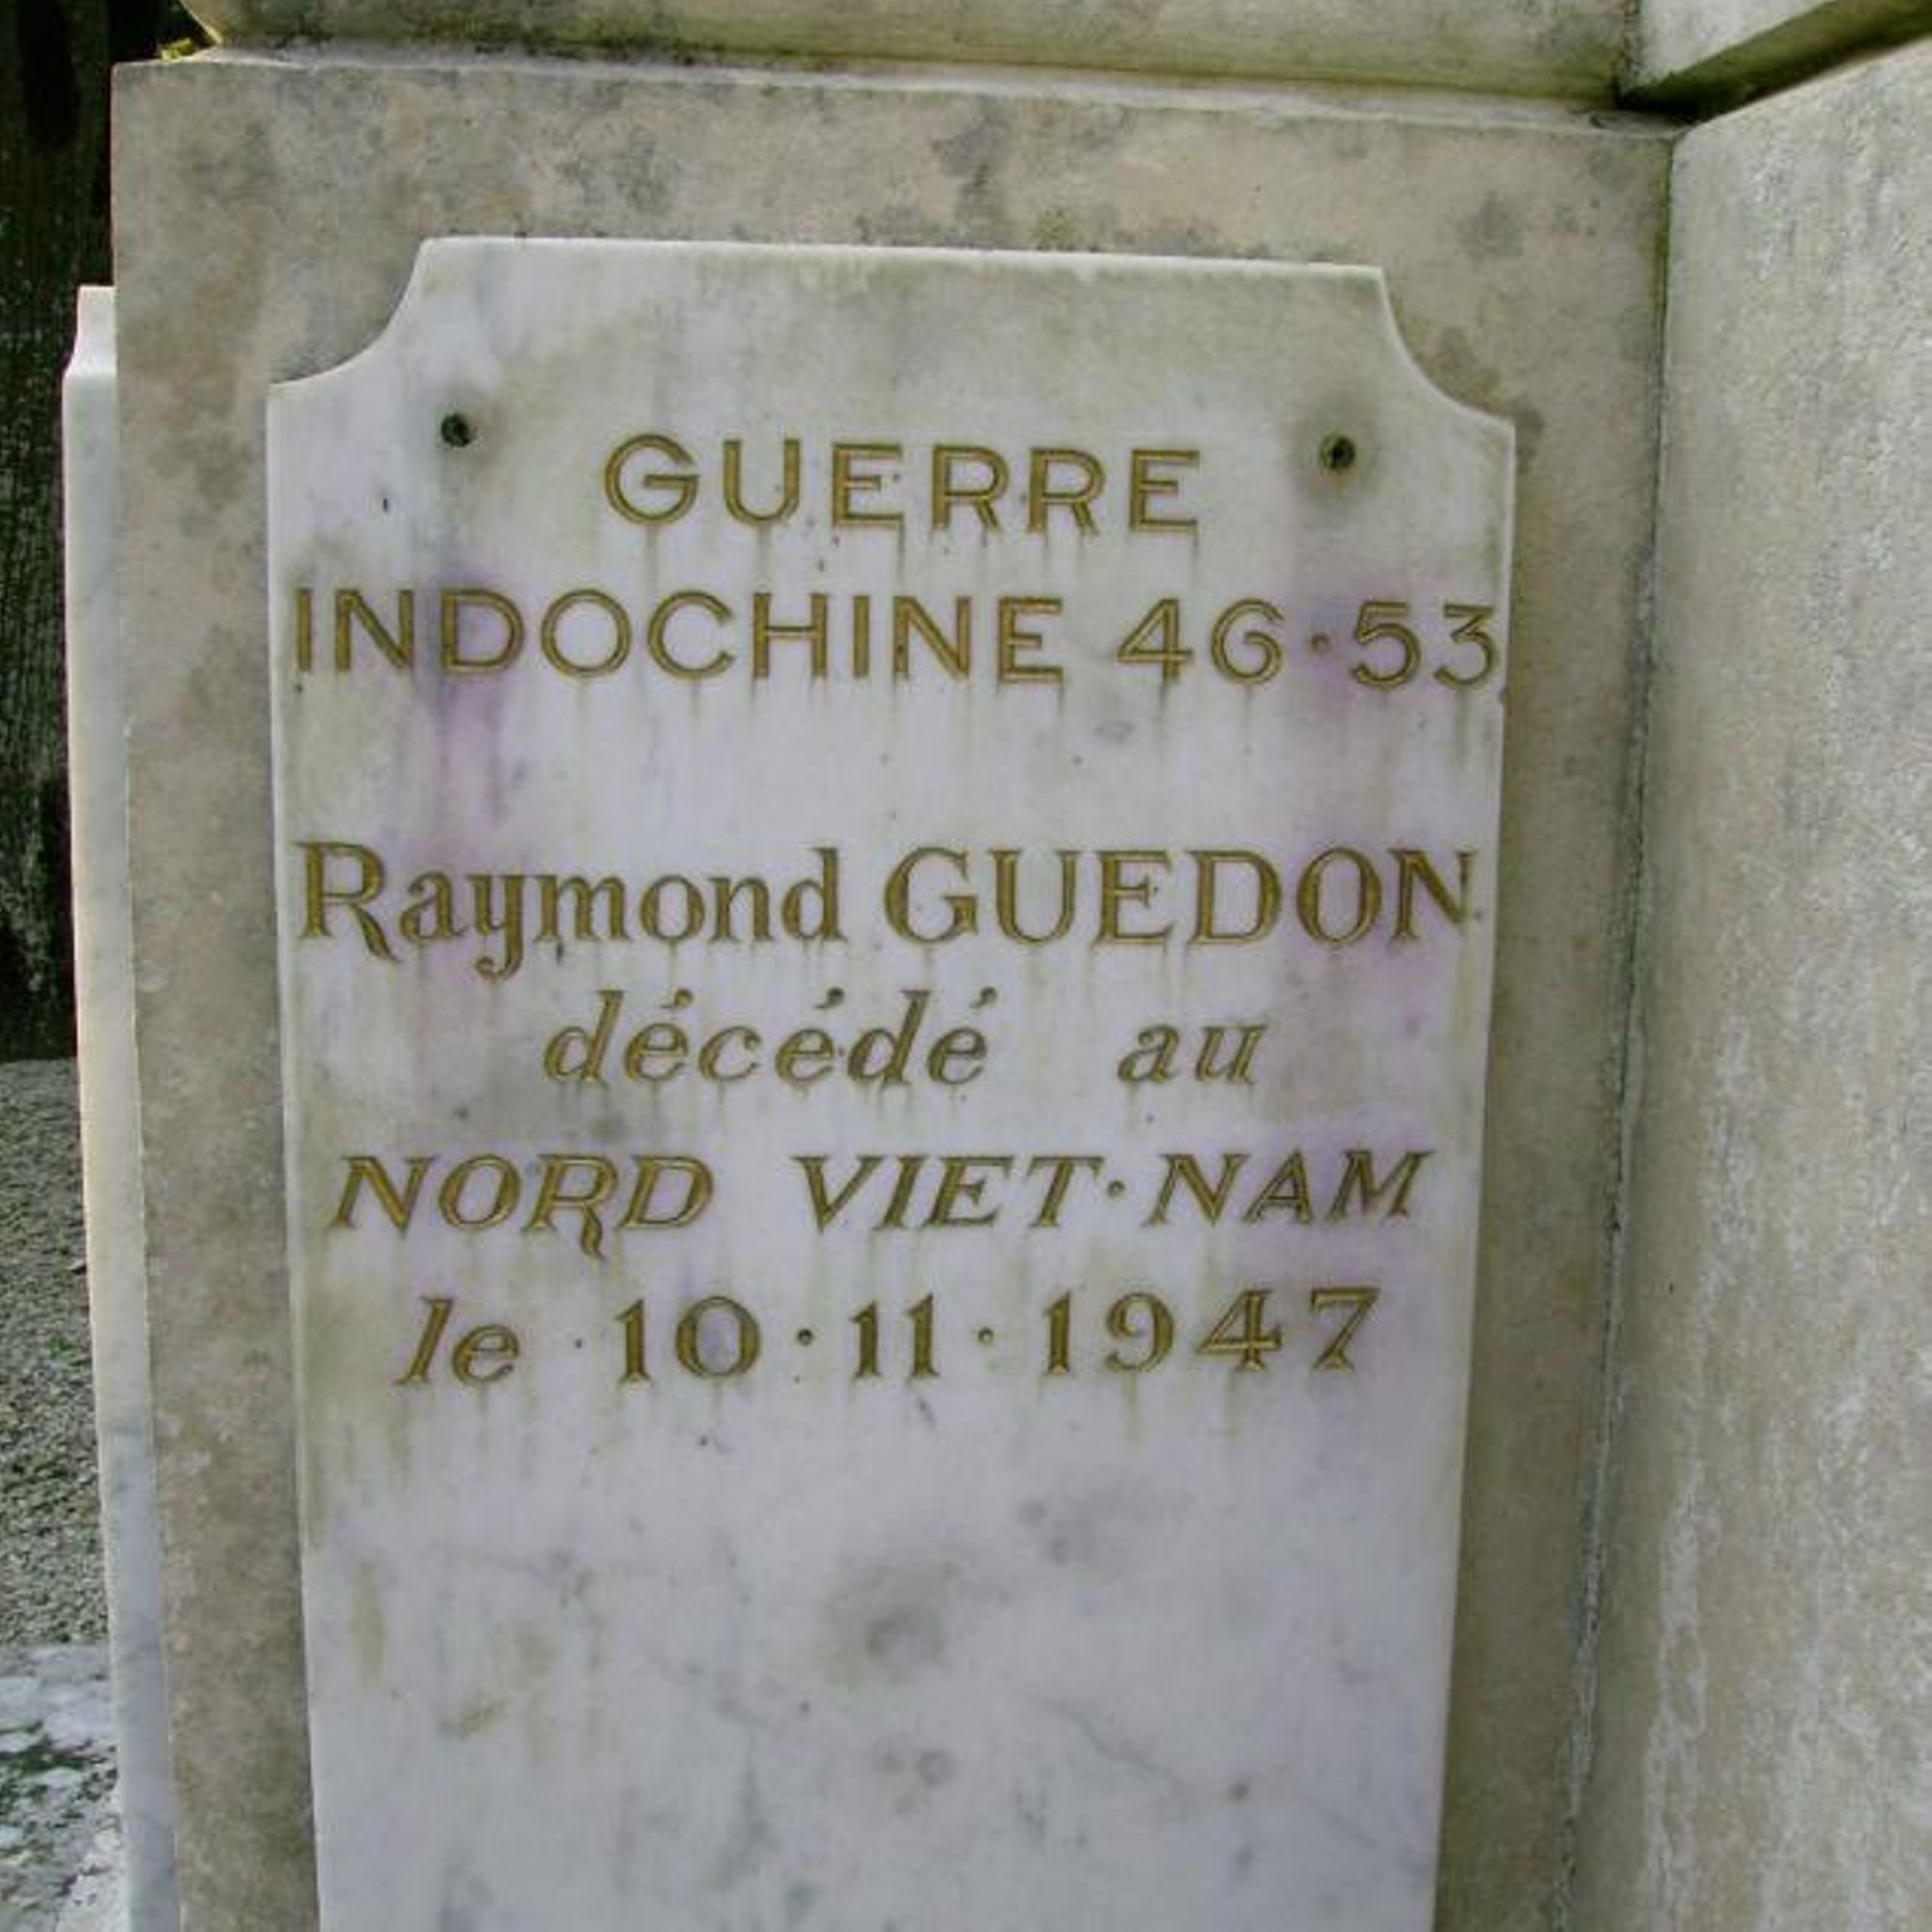 GUERRE
INDOCHINE 46·53
Raymond GUEDON
décédé au
NORD VIET·NAM
le 10·11·1947